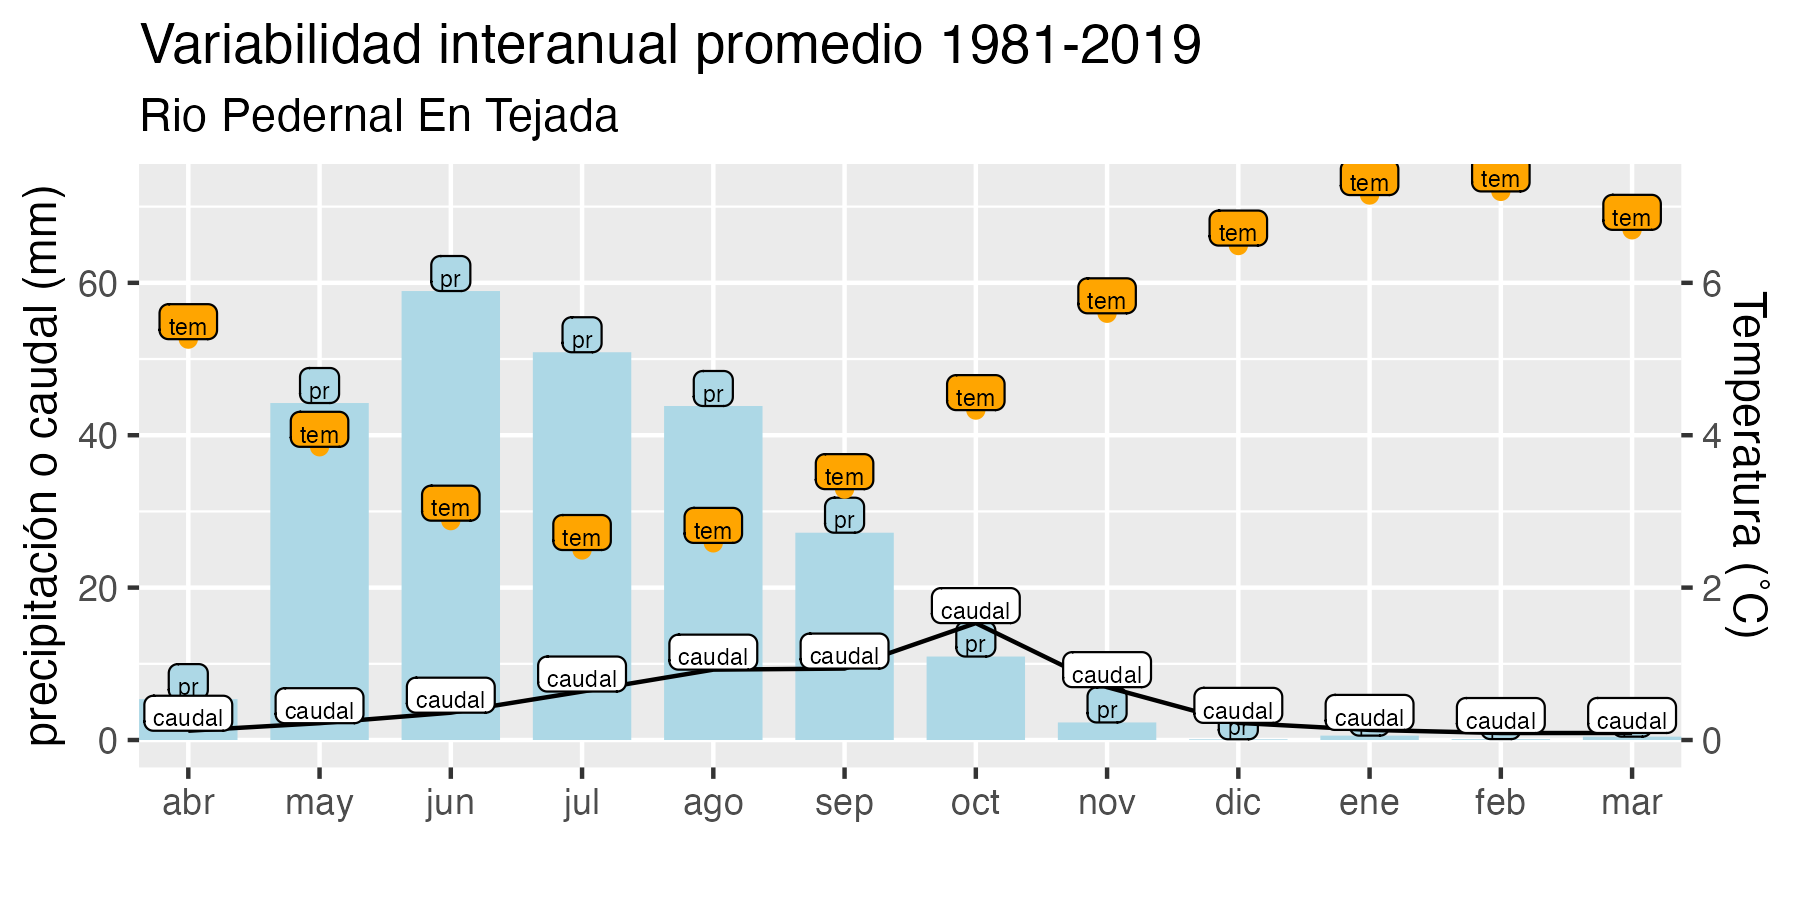 Variabilidad interanual promedio 1981-2019
Rio Pedernal En Tejada
precipitación o caudal (mm)
Temperatura (°C)
60
40
20
0
6
4
2
0
tem
tem
tem
tem
tem
tem
tem
tem
tem
tem
tem
tem
pr
pr
pr
pr
pr
pr
pr
pr
pr
caudal
caudal
caudal
caudal
caudal
caudal
caudal
caudal
caudal
caudal
caudal
caudal
abr may jun jul ago sep oct nov dic ene feb mar